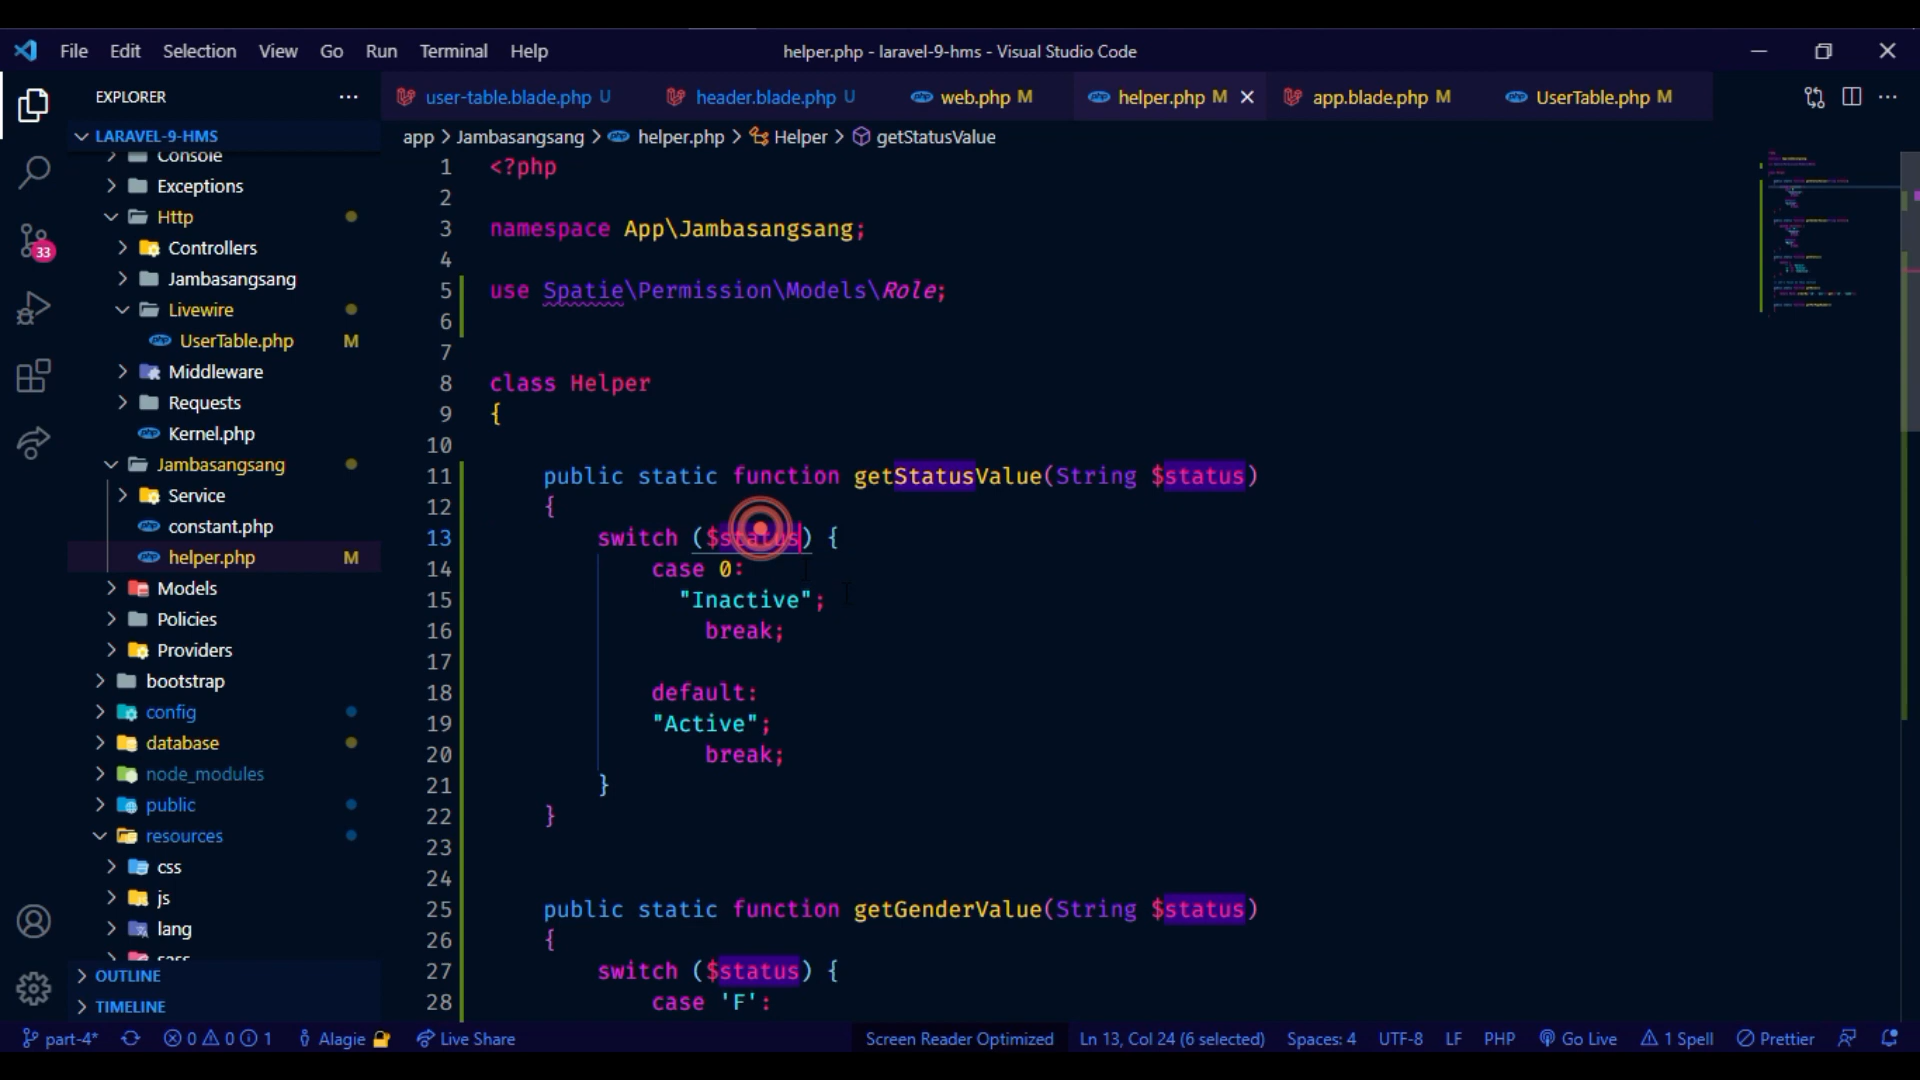 File Edit Selection View Go Run Terminal Help
helper.php - laravel-9-hms - Visual Studio Code
EXPLORER
user-table.blade.php U
header.blade.php U
web.php M
helper.php M
app.blade.php M
UserTable.php M
LARAVEL-9-HMS
app > Jambasangsang > helper.php > Helper > getStatusValue
Console
Exceptions
Http
Controllers
Jambasangsang
Livewire
UserTable.php M
Middleware
Requests
Kernel.php
Jambasangsang
Service
constant.php
helper.php M
Models
Policies
Providers
bootstrap
config
database
node_modules
public
resources
css
js
lang
OUTLINE
TIMELINE
33
1 <?php
2
3 namespace App\Jambasangsang;
4
5 use Spatie\Permission\Models\Role;
6
7
8 class Helper
9 {
10
11 public static function getStatusValue(String $status)
12 {
13 switch ($status) {
14 case 0:
15 "Inactive";
16 break;
17
18 default:
19 "Active";
20 break;
21 }
22 }
23
24
25 public static function getGenderValue(String $status)
26 {
27 switch ($status) {
28 case 'F':
part-4* 0 0 1 Alagie Live Share Screen Reader Optimized Ln 13, Col 24 (6 selected) Spaces: 4 UTF-8 LF PHP Go Live 1 Spell Prettier